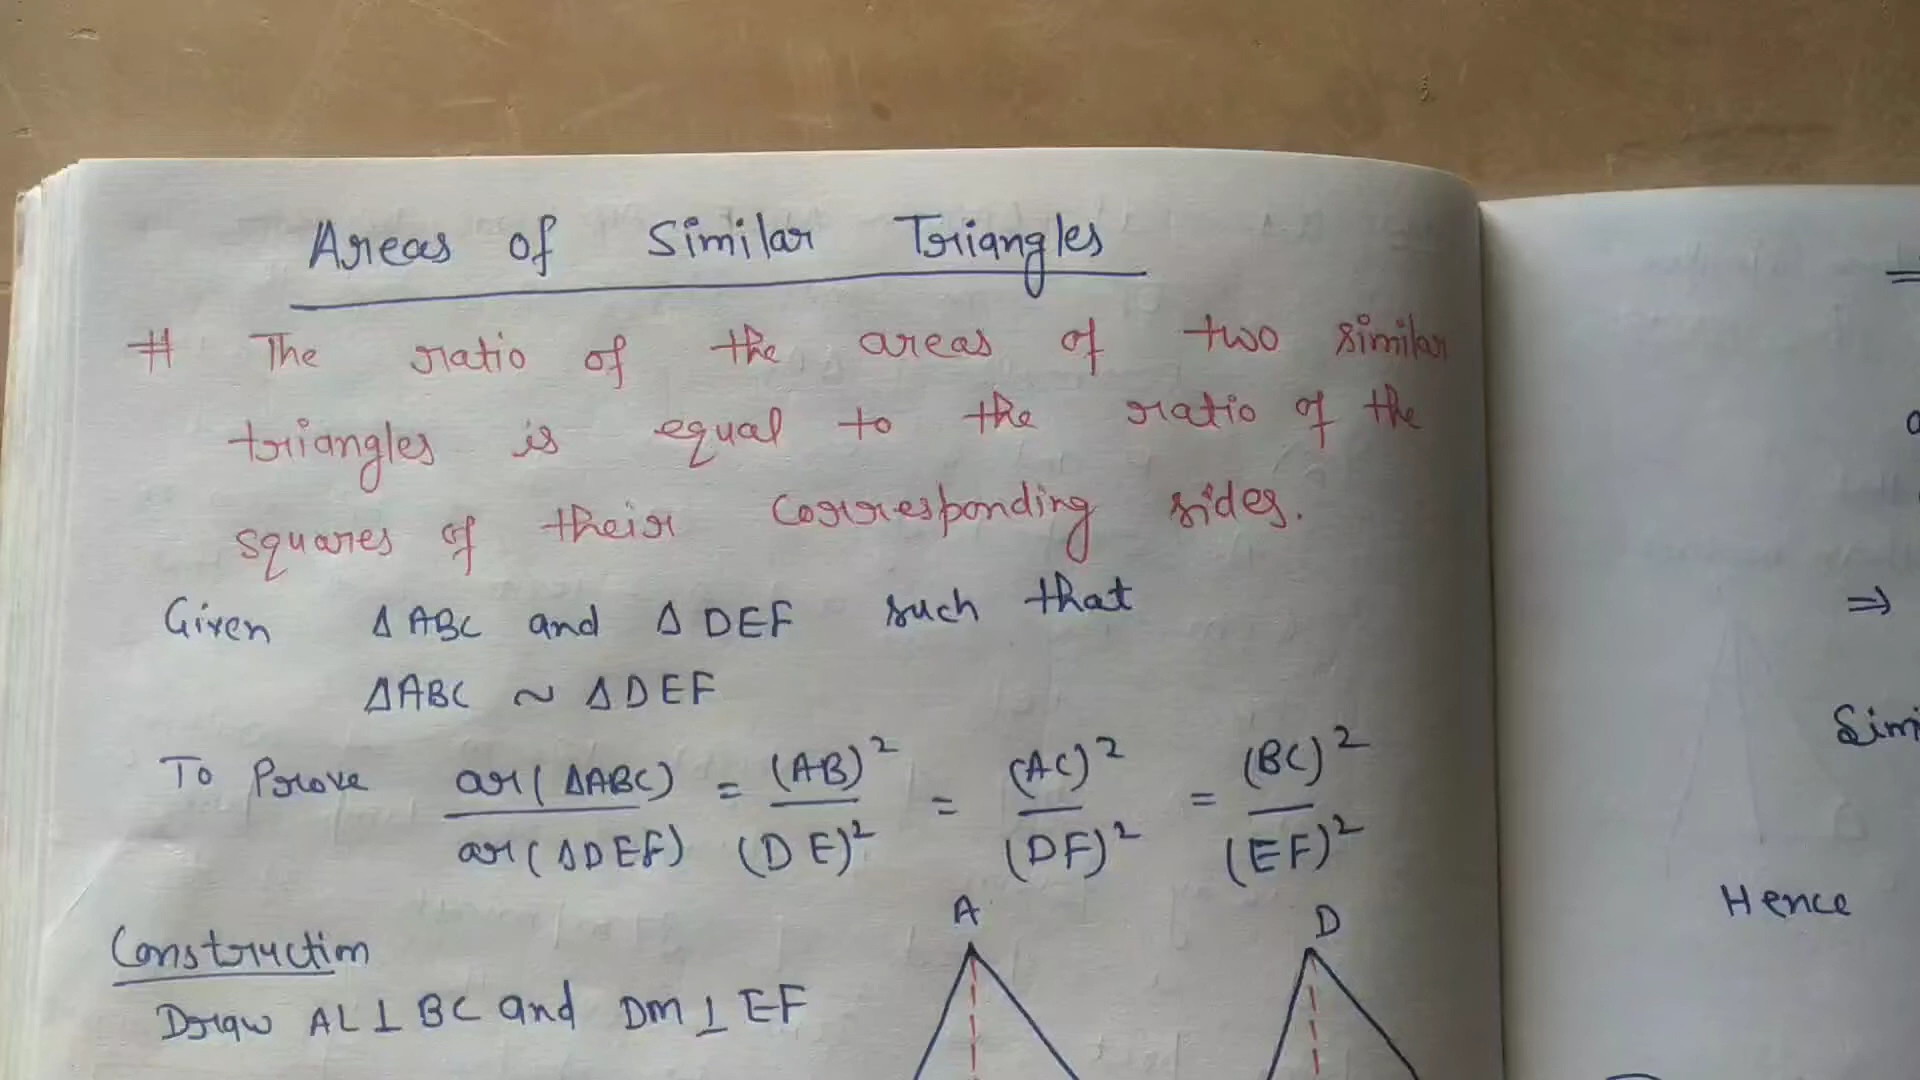 Areas of Similar Triangles
# The ratio of the areas of two similar
triangles is equal to the ratio of the
squares of their corresponding sides.
Given ΔABC and ΔDEF such that
ΔABC ~ ΔDEF
To Prove ar(ΔABC)/ar(ΔDEF) = (AB)²/(DE)² = (AC)²/(DF)² = (BC)²/(EF)²
A D
Construction
Draw AL⊥BC and DM⊥EF
⇒
Hence